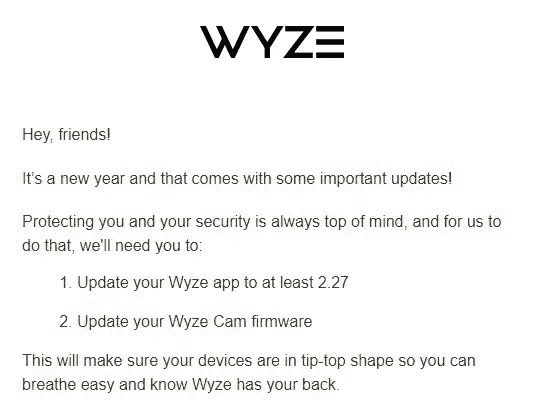 WYZE
Hey, friends!
It's a new year and that comes with some important updates!
Protecting you and your security is always top of mind, and for us to
do that, we'll need you to:
1. Update your Wyze app to at least 2.27
2. Update your Wyze Cam firmware
This will make sure your devices are in tip-top shape so you can
breathe easy and know Wyze has your back.